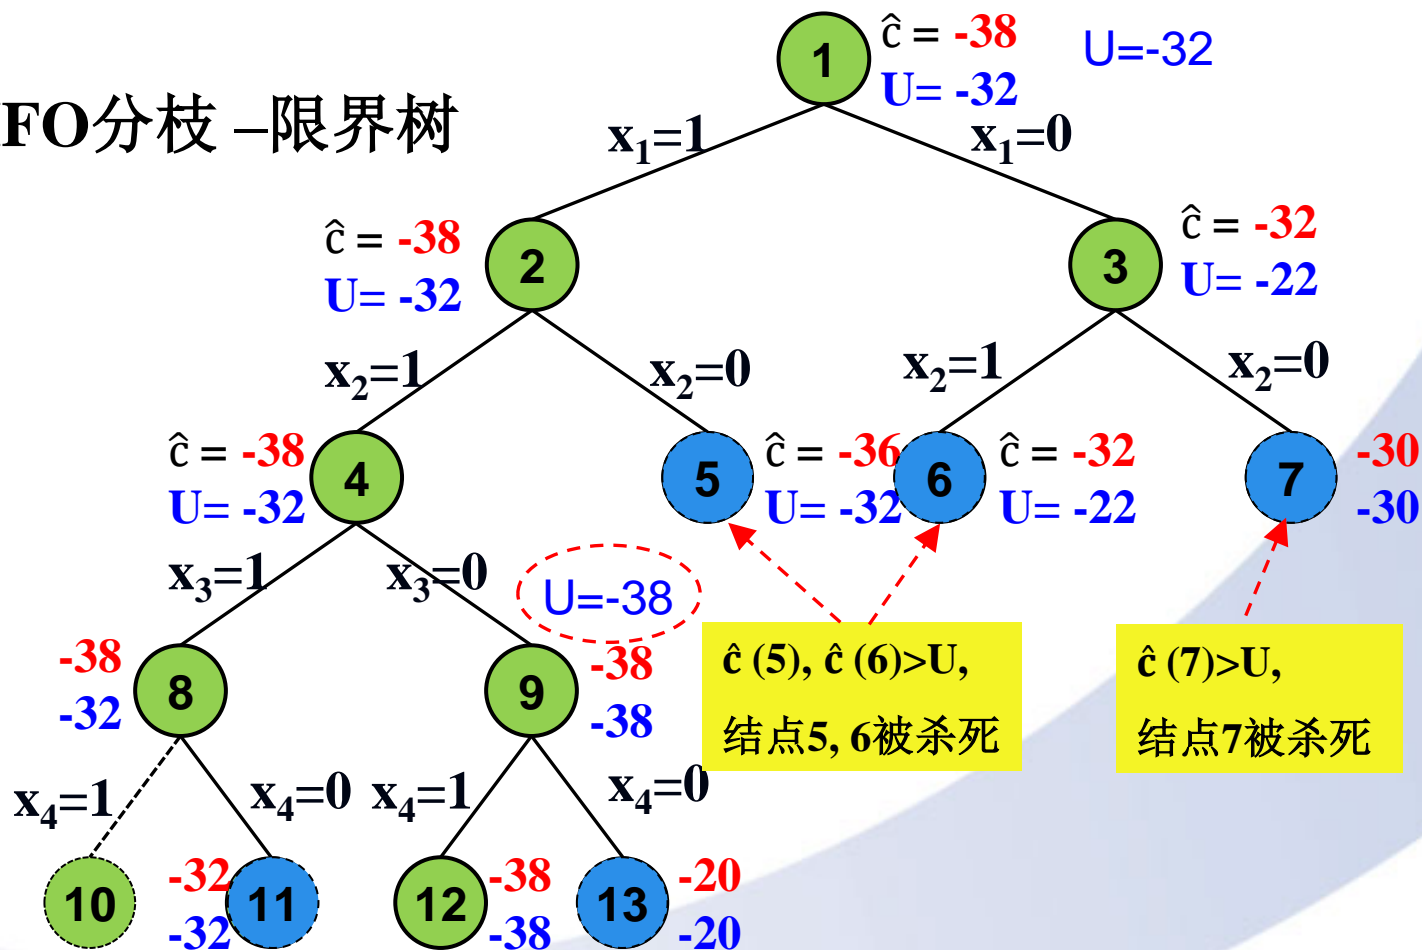 FO分枝 –限界树
1
ĉ = -38
U= -32
U=-32
x₁=1
x₁=0
ĉ = -38
U= -32
2
3
ĉ = -32
U= -22
x₂=1
x₂=0
x₂=1
x₂=0
ĉ = -38
U= -32
4
5
ĉ = -36
U= -32
6
ĉ = -32
U= -22
7
-30
-30
x₃=1
x₃=0
U=-38
-38
-32
8
9
-38
-38
ĉ (5), ĉ (6)>U,
结点5, 6被杀死
ĉ (7)>U,
结点7被杀死
x₄=1
x₄=0
x₄=1
x₄=0
10
-32
-32
11
12
-38
-38
13
-20
-20